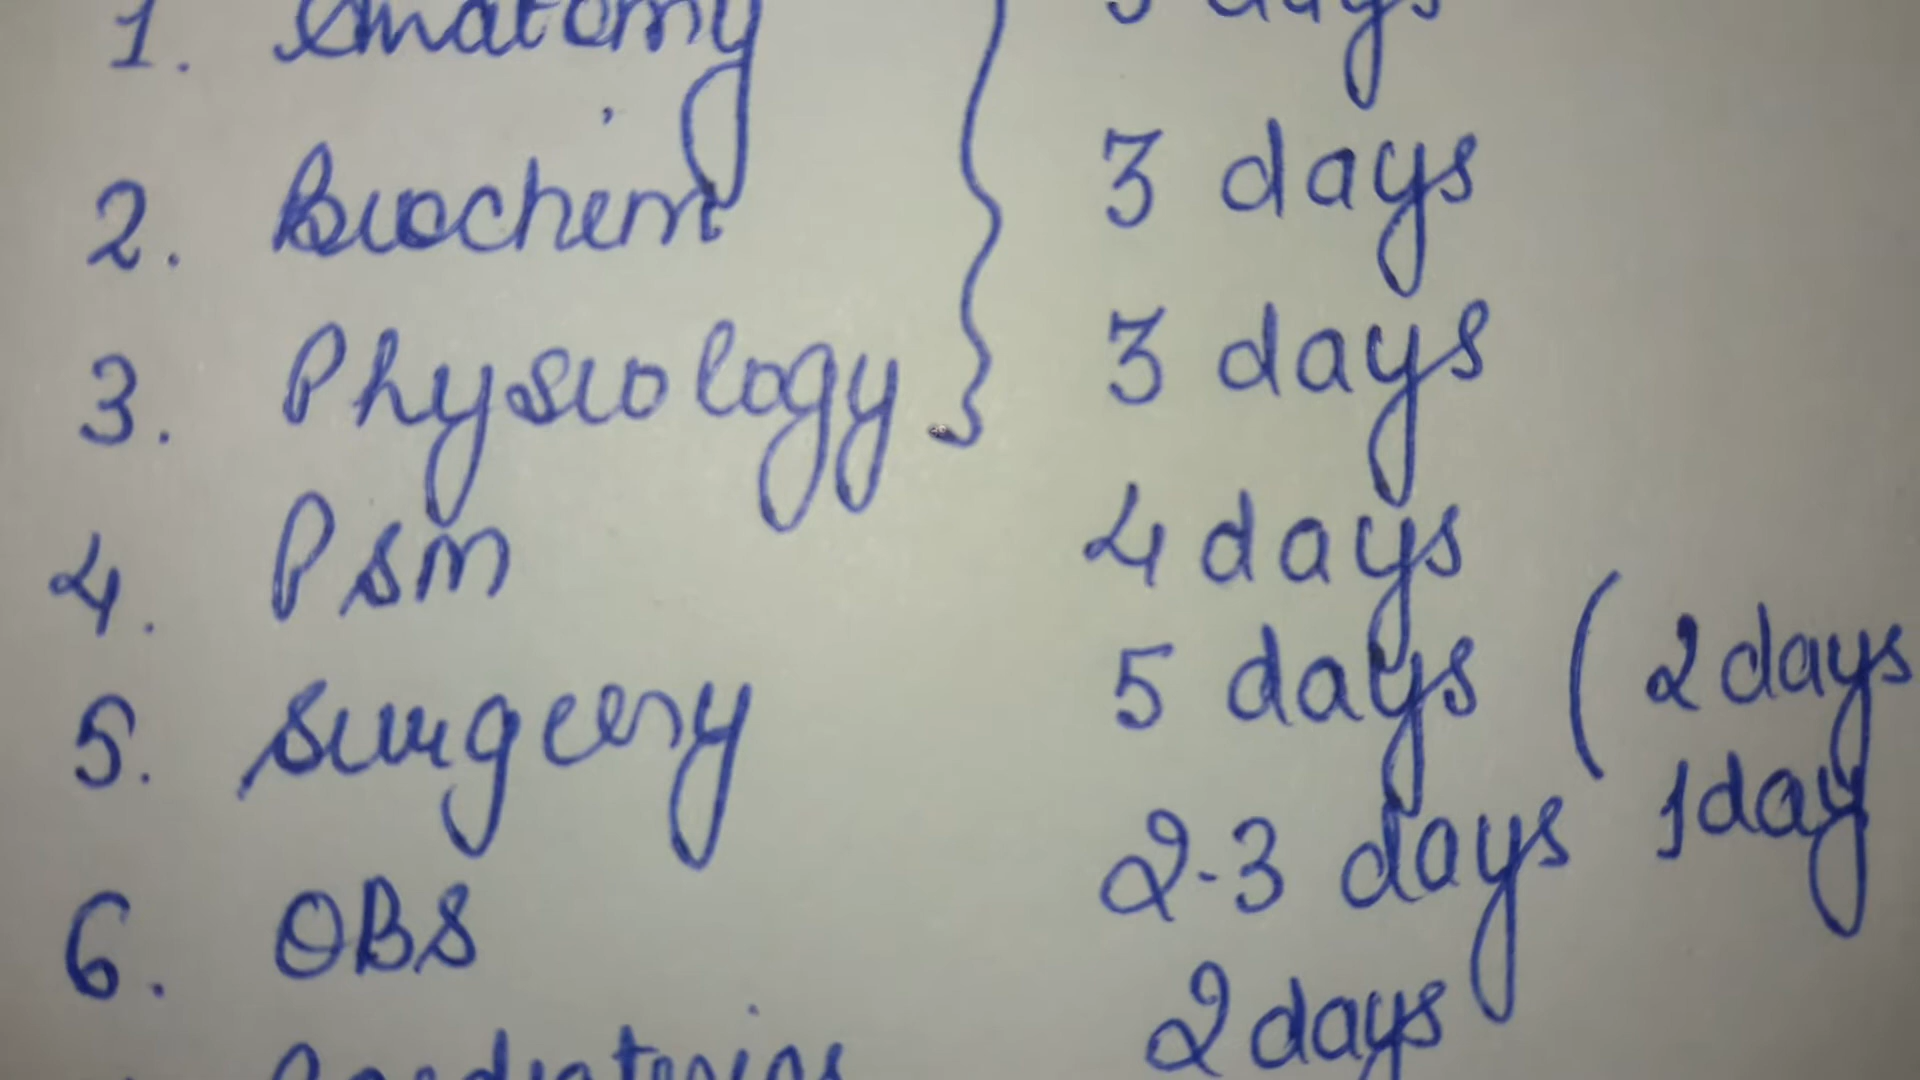 1. Anatomy } days
2. Biochem 3 days
3. Physiology 3 days
4. PSM 4 days
5. Surgery 5 days ( 2 days
6. OBS 2-3 days 1 day
2 days